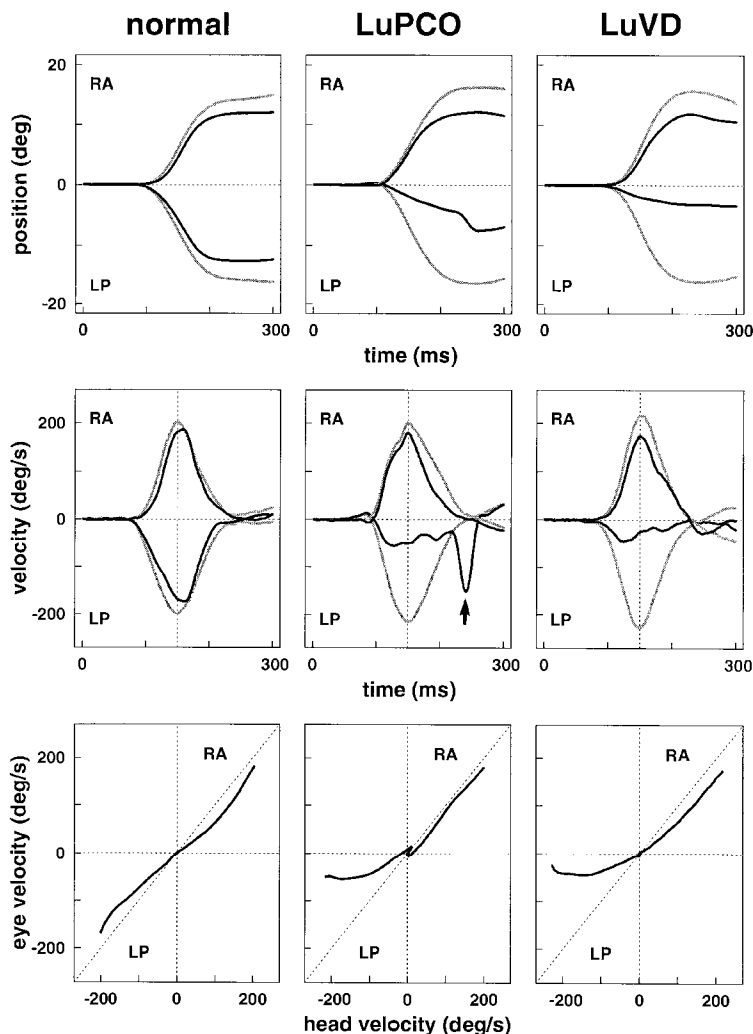 normal LuPCO LuVD
20
RA RA RA
position (deg)
0
LP LP LP
-20
0 300 0 300 0 300
time (ms)
RA RA RA
200
velocity (deg/s)
0
-200
LP LP LP
0 300 0 300 0 300
time (ms)
RA RA RA
200
eye velocity (deg/s)
0
-200
LP LP LP
-200 0 200 -200 0 200 -200 0 200
head velocity (deg/s)